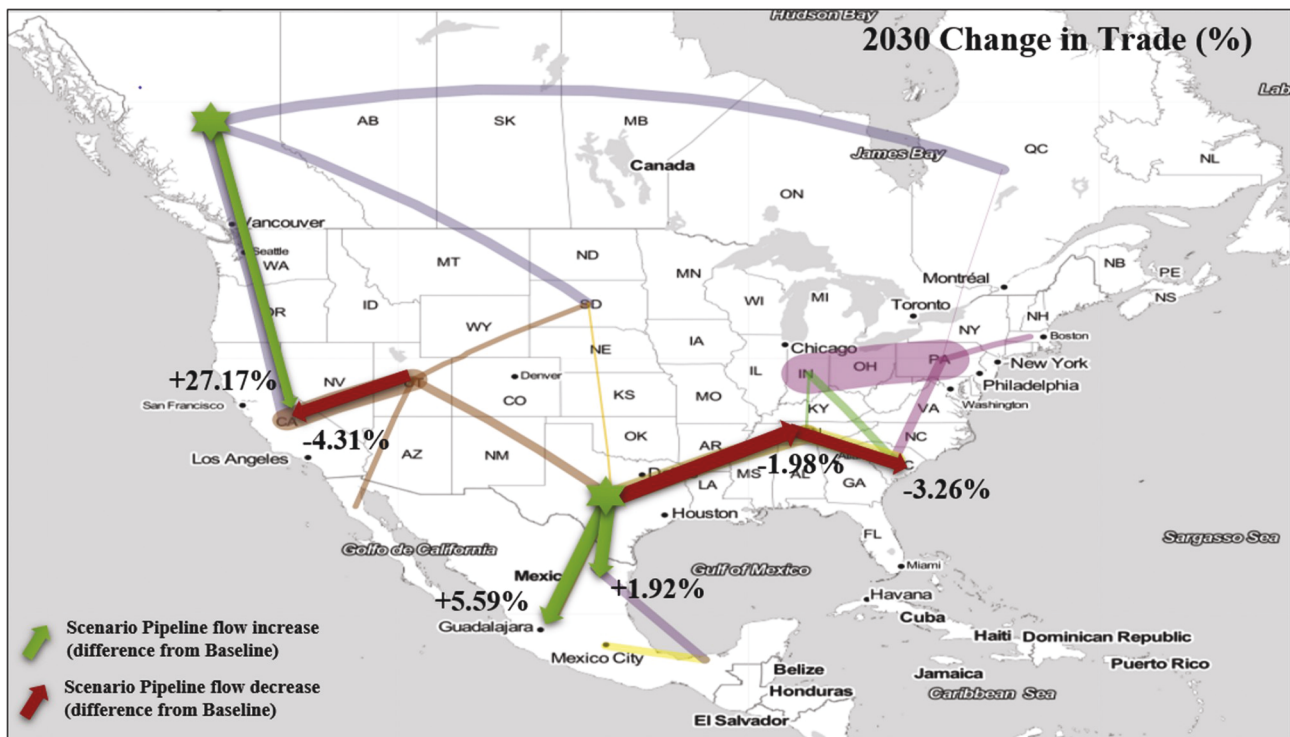 Hudson Bay
2030 Change in Trade (%)
Lab
AB
SK
MB
James Bay
QC
NL
Canada
ON
Vancouver
Seattle
WA
MT
ND
MN
Montréal
NB
PE
NS
OR
ID
SD
WI
MI
Toronto
NH
WY
NY
Boston
NE
IA
Chicago
PA
New York
+27.17%
NV
UT
Denver
IL
IN
OH
Philadelphia
San Francisco
CO
KS
MO
KY
VA
Washington
CA
-4.31%
OK
AR
NC
Los Angeles
AZ
NM
-1.98%
MS
AL
GA
-3.26%
LA
Houston
FL
Sargasso Sea
Golfo de California
Gulf of Mexico
Miami
Mexic
+5.59%
+1.92%
Havana
Cuba
Guadalajara
Haiti
Dominican Republic
Mexico City
Belize
Jamaica
Puerto Rico
Honduras
Caribbean Sea
El Salvador
Scenario Pipeline flow increase
(difference from Baseline)
Scenario Pipeline flow decrease
(difference from Baseline)